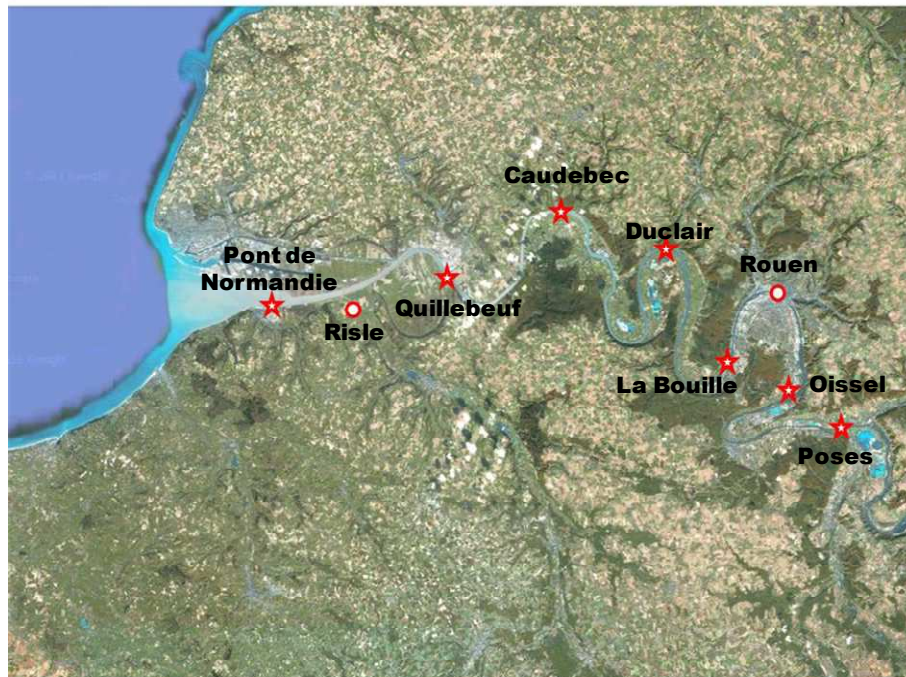 Caudebec
Duclair
Pont de
Normandie
Rouen
Quillebeuf
Risle
La Bouille
Oissel
Poses